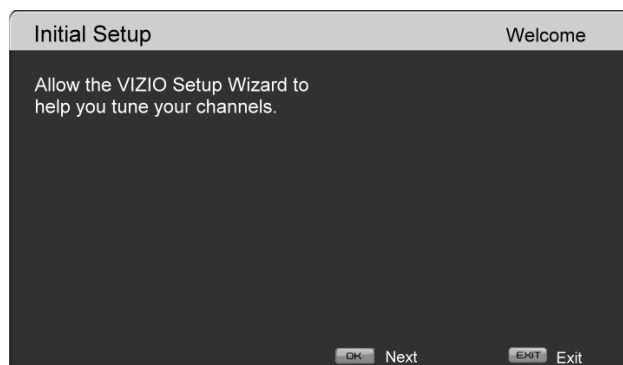 Initial Setup Welcome
Allow the VIZIO Setup Wizard to
help you tune your channels.
OK Next EXIT Exit